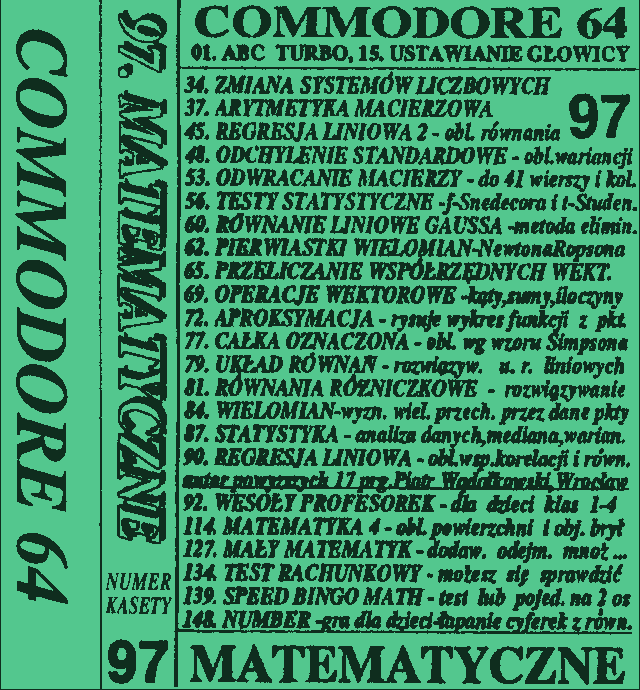 COMMODORE 64
97. MATEMATYCZNE
NUMER
KASETY
97
COMMODORE 64
01. ABC TURBO, 15. USTAWIANIE GŁOWICY
97
34. ZMIANA SYSTEMÓW LICZBOWYCH
37. ARYTMETYKA MACIERZOWA
45. REGRESJA LINIOWA 2 - obl. równania
48. ODCHYLENIE STANDARDOWE - obl.wariancji
53. ODWRACANIE MACIERZY - do 41 wierszy i kol.
56. TESTY STATYSTYCZNE -f-Snedecora i t-Studen.
60. RÓWNANIE LINIOWE GAUSSA -metoda elimin.
62. PIERWIASTKI WIELOMIAN-Newtona&Ropsona
65. PRZELICZANIE WSPÓŁRZĘDNYCH WEKT.
69. OPERACJE WEKTOROWE -kąty,sumy,iloczyny
72. APROKSYMACJA - rysuje wykres funkcji z pkt.
77. CAŁKA OZNACZONA - obl. wg wzoru Simpsona
79. UKŁAD RÓWNAŃ - rozwiązyw. u. r. liniowych
81. RÓWNANIA RÓŻNICZKOWE - rozwiązywanie
84. WIELOMIAN-wyzn. wiel. przech. przez dane pkty
87. STATYSTYKA - analiza danych,mediana,warian.
90. REGRESJA LINIOWA - obl.wsp.korelacji i równ.
autor powyższych 17 prg.Piotr Wądołkowski,Wrocław
92. WESOŁY PROFESOREK - dla dzieci klas 1-4
114. MATEMATYKA 4 - obl. powierzchni i obj. brył
127. MAŁY MATEMATYK - dodaw. odejm. mnoż ...
134. TEST RACHUNKOWY - możesz się sprawdzić
139. SPEED BINGO MATH - test lub pojed. na 2 os
148. NUMBER -gra dla dzieci-łapanie cyferek z równ.
MATEMATYCZNE